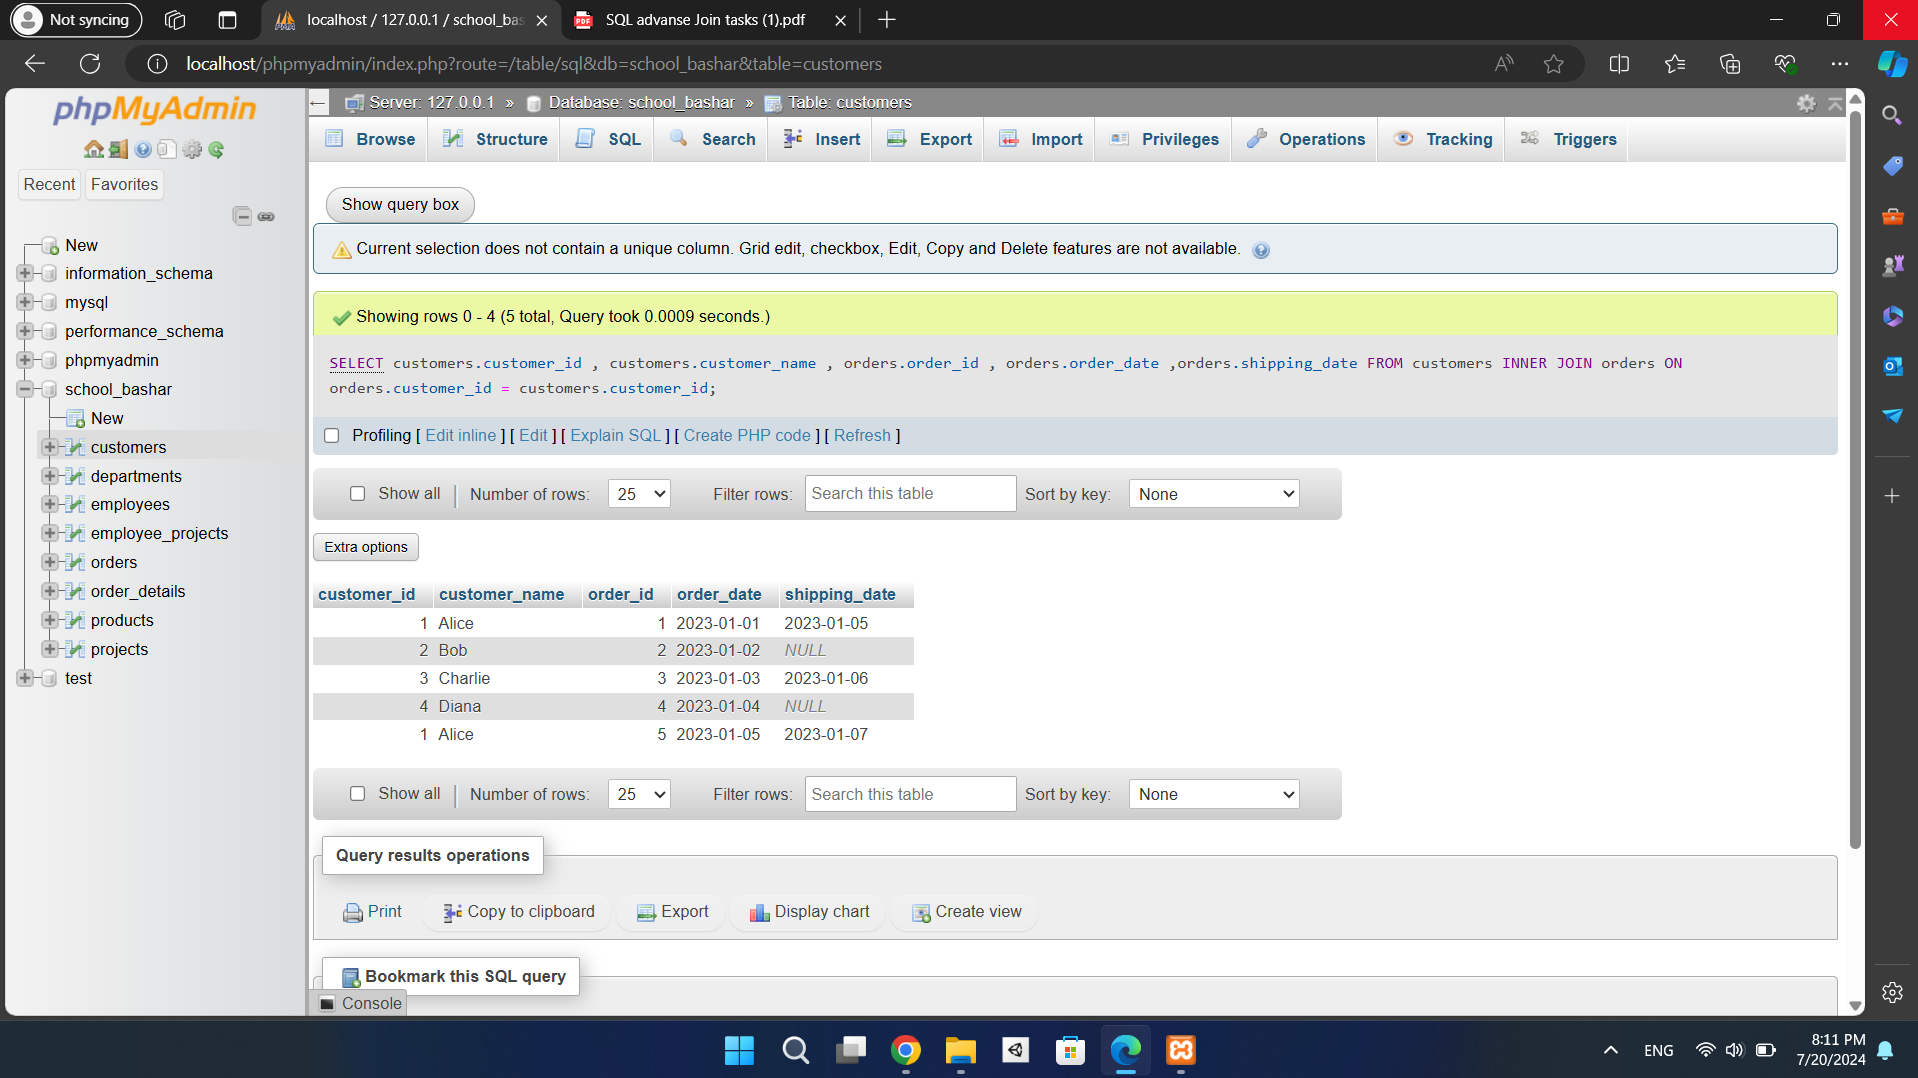 Not syncing
localhost / 127.0.0.1 / school_bas
SQL advanse Join tasks (1).pdf
localhost/phpmyadmin/index.php?route=/table/sql&db=school_bashar&table=customers
phpMyAdmin
Recent
Favorites
New
information_schema
mysql
performance_schema
phpmyadmin
school_bashar
New
customers
departments
employees
employee_projects
orders
order_details
products
projects
test
Server: 127.0.0.1 » Database: school_bashar » Table: customers
Browse Structure SQL Search Insert Export Import Privileges Operations Tracking Triggers
Show query box
Current selection does not contain a unique column. Grid edit, checkbox, Edit, Copy and Delete features are not available.
Showing rows 0 - 4 (5 total, Query took 0.0009 seconds.)
SELECT customers.customer_id , customers.customer_name , orders.order_id , orders.order_date ,orders.shipping_date FROM customers INNER JOIN orders ON
orders.customer_id = customers.customer_id;
Profiling [ Edit inline ] [ Edit ] [ Explain SQL ] [ Create PHP code ] [ Refresh ]
Show all | Number of rows: 25 Filter rows: Search this table Sort by key: None
Extra options
customer_id customer_name order_id order_date shipping_date
1 Alice 1 2023-01-01 2023-01-05
2 Bob 2 2023-01-02 NULL
3 Charlie 3 2023-01-03 2023-01-06
4 Diana 4 2023-01-04 NULL
1 Alice 5 2023-01-05 2023-01-07
Show all | Number of rows: 25 Filter rows: Search this table Sort by key: None
Query results operations
Print Copy to clipboard Export Display chart Create view
Bookmark this SQL query
Console
ENG
8:11 PM
7/20/2024